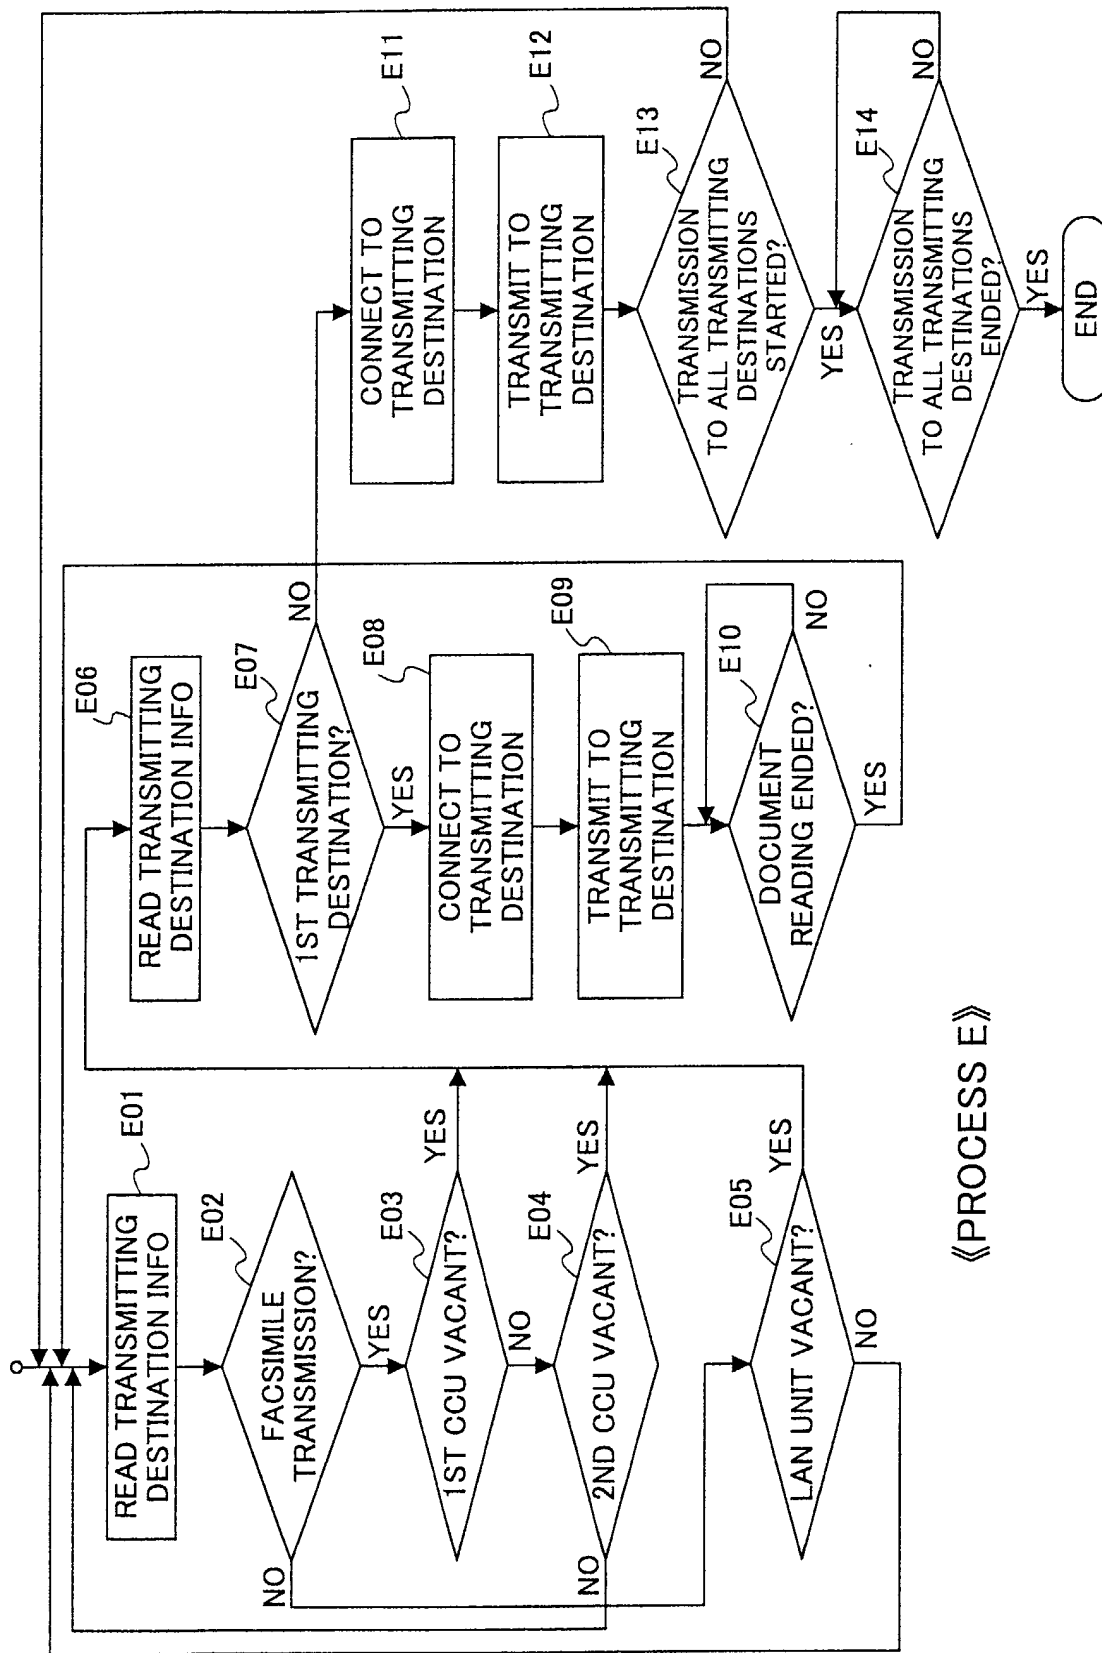 READ TRANSMITTING
DESTINATION INFO
E01
FACSIMILE
TRANSMISSION?
E02
YES
NO
1ST CCU VACANT?
E03
YES
NO
2ND CCU VACANT?
E04
YES
NO
LAN UNIT VACANT?
E05
YES
NO
READ TRANSMITTING
DESTINATION INFO
E06
1ST TRANSMITTING
DESTINATION?
E07
NO
YES
CONNECT TO
TRANSMITTING
DESTINATION
E08
TRANSMIT TO
TRANSMITTING
DESTINATION
E09
DOCUMENT
READING ENDED?
E10
NO
YES
CONNECT TO
TRANSMITTING
DESTINATION
E11
TRANSMIT TO
TRANSMITTING
DESTINATION
E12
TRANSMISSION
TO ALL TRANSMITTING
DESTINATIONS
STARTED?
E13
NO
YES
TRANSMISSION
TO ALL TRANSMITTING
DESTINATIONS
ENDED?
E14
NO
YES
END
《PROCESS E》